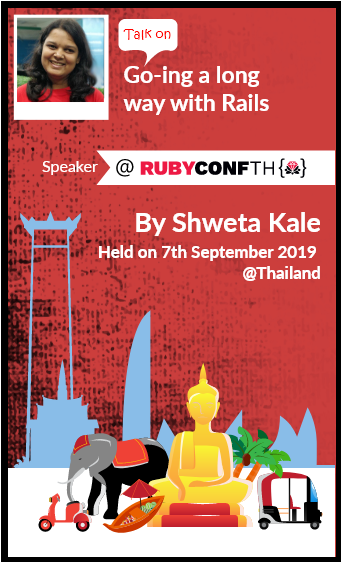 Talk on
Go-ing a long
way with Rails
Speaker @ RUBYCONFTH
By Shweta Kale
Held on 7th September 2019
@Thailand